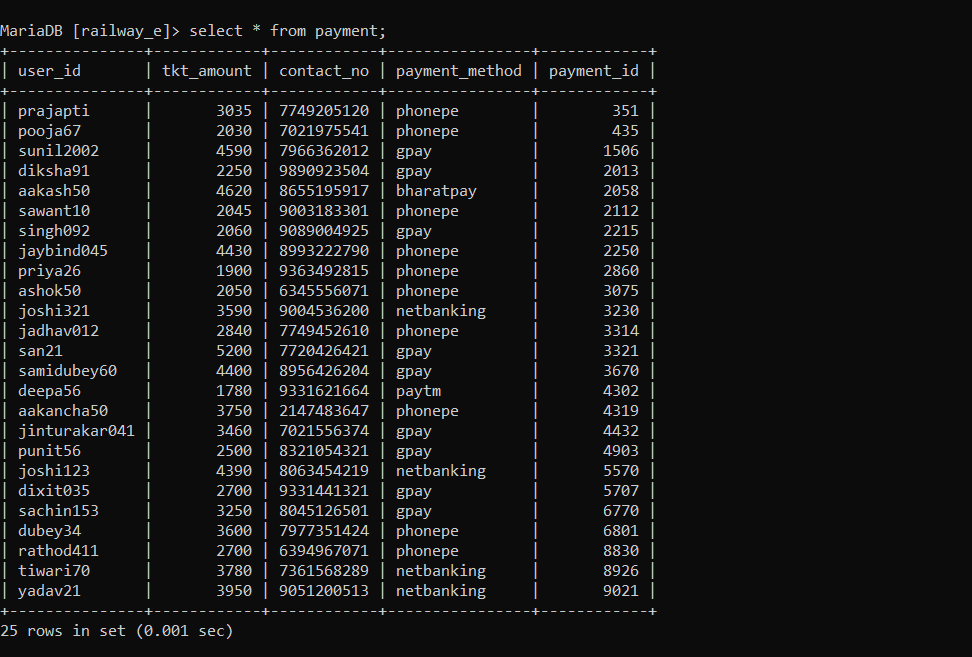 MariaDB [railway_e]> select * from payment;
+---------------+------------+------------+----------------+------------+
| user_id       | tkt_amount | contact_no | payment_method | payment_id |
+---------------+------------+------------+----------------+------------+
| prajapti      |       3035 | 7749205120 | phonepe        |        351 |
| pooja67       |       2030 | 7021975541 | phonepe        |        435 |
| sunil2002     |       4590 | 7966362012 | gpay           |       1506 |
| diksha91      |       2250 | 9890923504 | gpay           |       2013 |
| aakash50      |       4620 | 8655195917 | bharatpay      |       2058 |
| sawant10      |       2045 | 9003183301 | phonepe        |       2112 |
| singh092      |       2060 | 9089004925 | gpay           |       2215 |
| jaybind045    |       4430 | 8993222790 | phonepe        |       2250 |
| priya26       |       1900 | 9363492815 | phonepe        |       2860 |
| ashok50       |       2050 | 6345556071 | phonepe        |       3075 |
| joshi321      |       3590 | 9004536200 | netbanking     |       3230 |
| jadhav012     |       2840 | 7749452610 | phonepe        |       3314 |
| san21         |       5200 | 7720426421 | gpay           |       3321 |
| samidubey60   |       4400 | 8956426204 | gpay           |       3670 |
| deepa56       |       1780 | 9331621664 | paytm          |       4302 |
| aakancha50    |       3750 | 2147483647 | phonepe        |       4319 |
| jinturakar041 |       3460 | 7021556374 | gpay           |       4432 |
| punit56       |       2500 | 8321054321 | gpay           |       4903 |
| joshi123      |       4390 | 8063454219 | netbanking     |       5570 |
| dixit035      |       2700 | 9331441321 | gpay           |       5707 |
| sachin153     |       3250 | 8045126501 | gpay           |       6770 |
| dubey34       |       3600 | 7977351424 | phonepe        |       6801 |
| rathod411     |       2700 | 6394967071 | phonepe        |       8830 |
| tiwari70      |       3780 | 7361568289 | netbanking     |       8926 |
| yadav21       |       3950 | 9051200513 | netbanking     |       9021 |
+---------------+------------+------------+----------------+------------+
25 rows in set (0.001 sec)